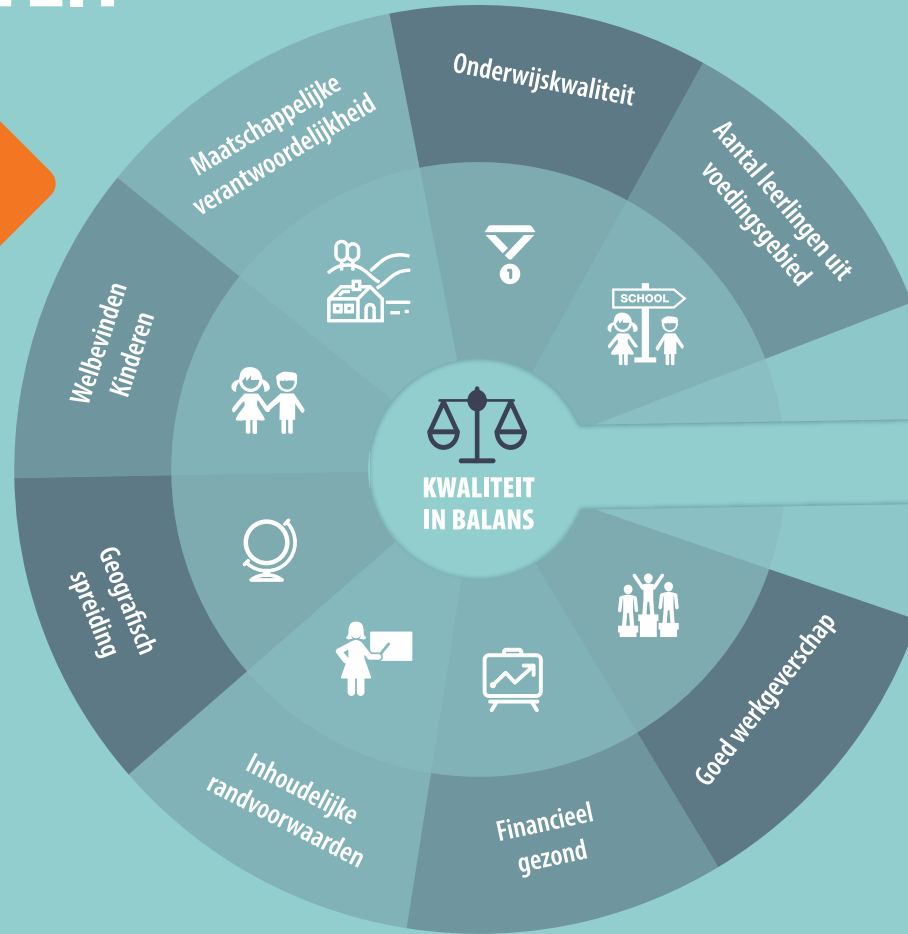 Onderwijskwaliteit
Aantal leerlingen uit
voedingsgebied
SCHOOL
Goed werkgeverschap
Financieel
gezond
Inhoudelijke
randvoorwaarden
Geografisch
spreiding
Welbevinden
Kinderen
Maatschappelijke
verantwoordelijkheid
1
KWALITEIT
IN BALANS